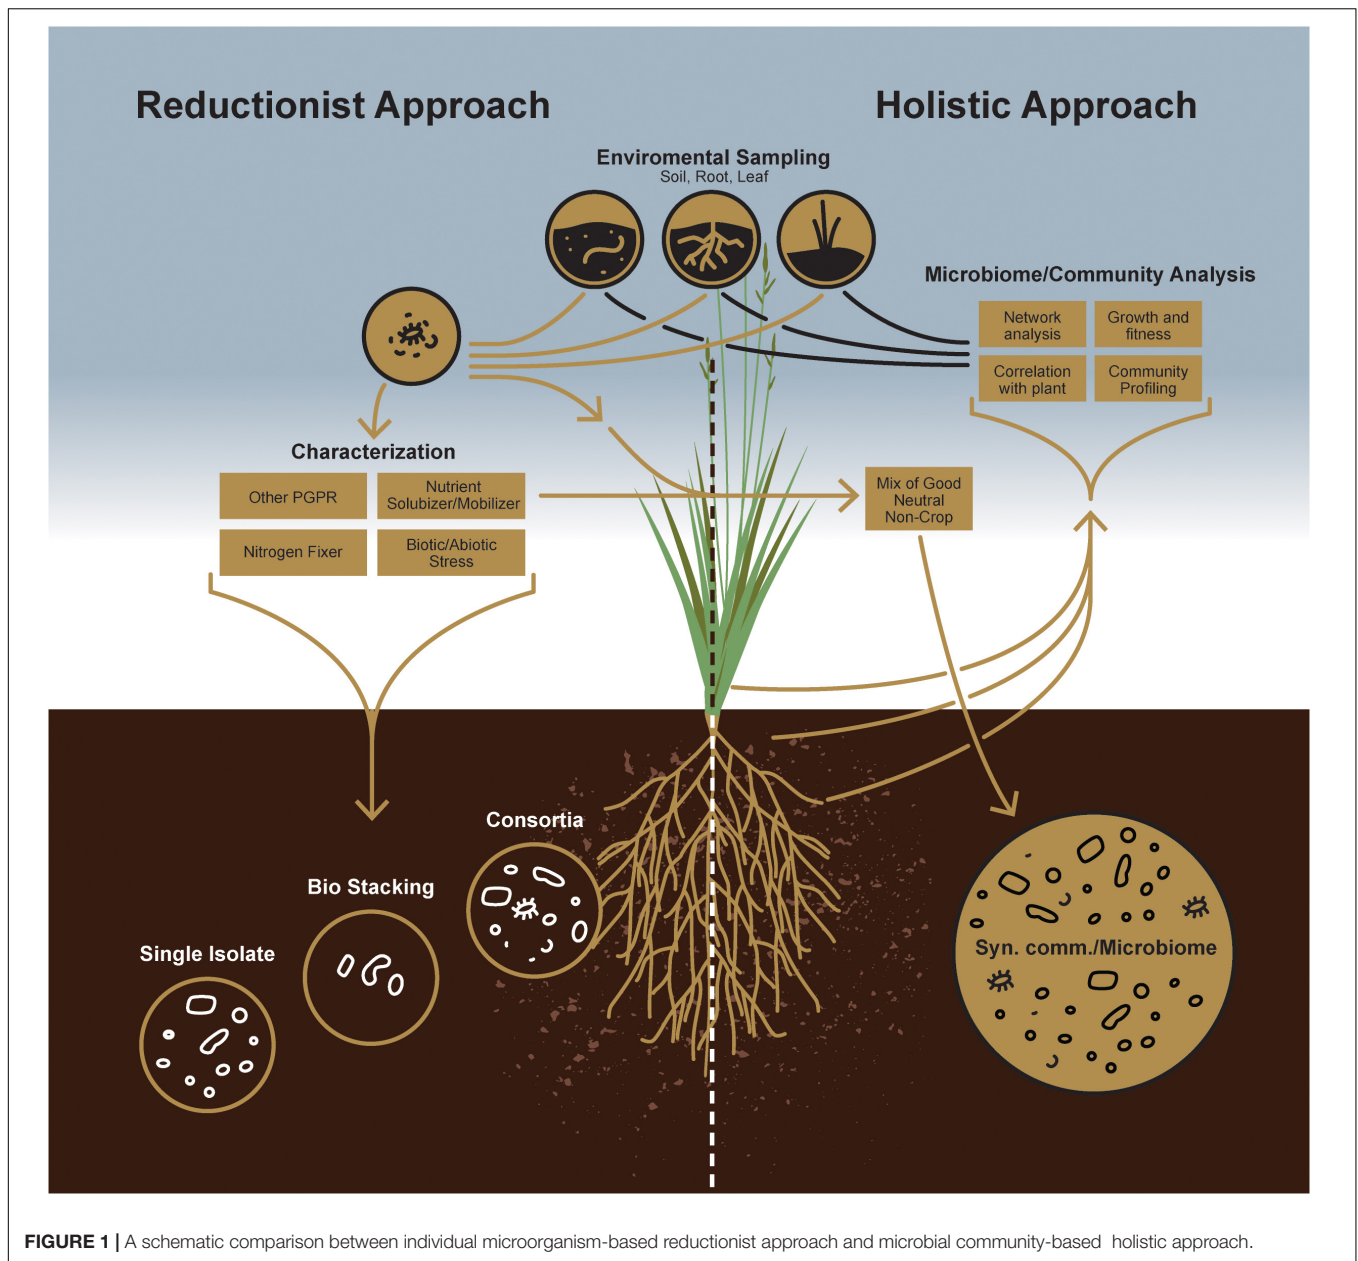 Reductionist Approach
Holistic Approach
Enviromental Sampling
Soil, Root, Leaf
Microbiome/Community Analysis
Network
analysis
Growth and
fitness
Correlation
with plant
Community
Profiling
Characterization
Other PGPR
Nutrient
Solubizer/Mobilizer
Nitrogen Fixer
Biotic/Abiotic
Stress
Mix of Good
Neutral
Non-Crop
Consortia
Bio Stacking
Single Isolate
Syn. comm./Microbiome
FIGURE 1 | A schematic comparison between individual microorganism-based reductionist approach and microbial community-based holistic approach.